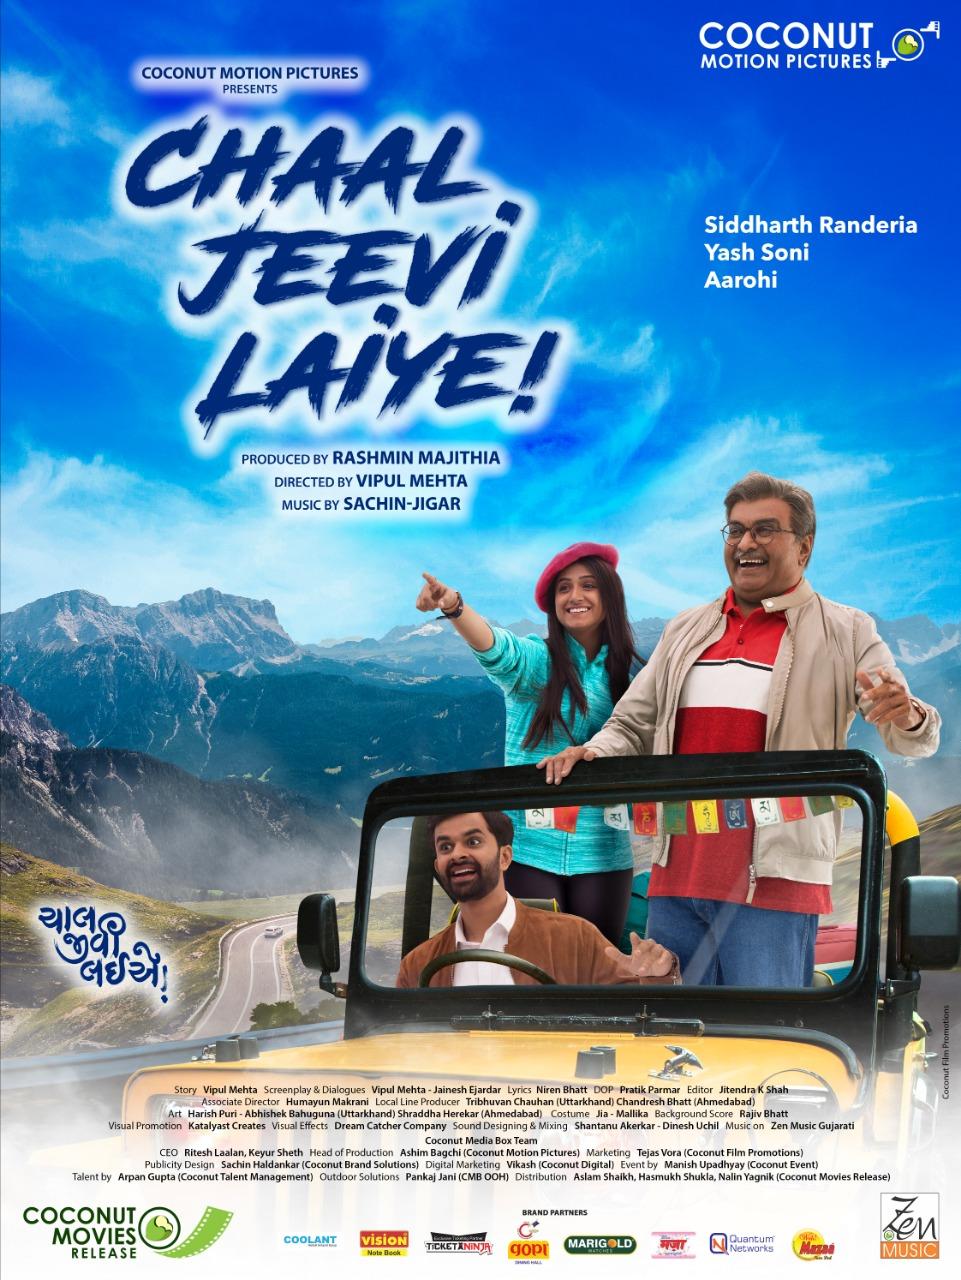 COCONUT
MOTION PICTURES
COCONUT MOTION PICTURES
PRESENTS
CHAAL
JEEVI
LAIYE!
Siddharth Randeria
Yash Soni
Aarohi
PRODUCED BY RASHMIN MAJITHIA
DIRECTED BY VIPUL MEHTA
MUSIC BY SACHIN-JIGAR
ચાલ
જીવી
લઈએ!
Coconut Film Promotions
Story Vipul Mehta Screenplay & Dialogues Vipul Mehta - Jainesh Ejardar Lyrics Niren Bhatt DOP Pratik Parmar Editor Jitendra K Shah
Associate Director Humayun Makrani Local Line Producer Tribhuvan Chauhan (Uttarkhand) Chandresh Bhatt (Ahmedabad)
Art Harish Puri - Abhishek Bahuguna (Uttarkhand) Shraddha Herekar (Ahmedabad) Costume Jia - Mallika Background Score Rajiv Bhatt
Visual Promotion Katalyast Creates Visual Effects Dream Catcher Company Sound Designing & Mixing Shantanu Akerkar - Dinesh Uchil Music on Zen Music Gujarati
Coconut Media Box Team
CEO Ritesh Laalan, Keyur Sheth Head of Production Ashim Bagchi (Coconut Motion Pictures) Marketing Tejas Vora (Coconut Film Promotions)
Publicity Design Sachin Haldankar (Coconut Brand Solutions) Digital Marketing Vikash (Coconut Digital) Event by Manish Upadhyay (Coconut Event)
Talent by Arpan Gupta (Coconut Talent Management) Outdoor Solutions Pankaj Jani (CMB OOH) Distribution Aslam Shaikh, Hasmukh Shukla, Nalin Yagnik (Coconut Movies Release)
COCONUT
MOVIES
RELEASE
BRAND PARTNERS
COOLANT
VISION
Note Book
Exclusive Ticketing Partner
TICKETANINJA
GOPI
DINING HALL
MARIGOLD
WATCHES
Quantum
Networks
Mazaa
Zen
MUSIC